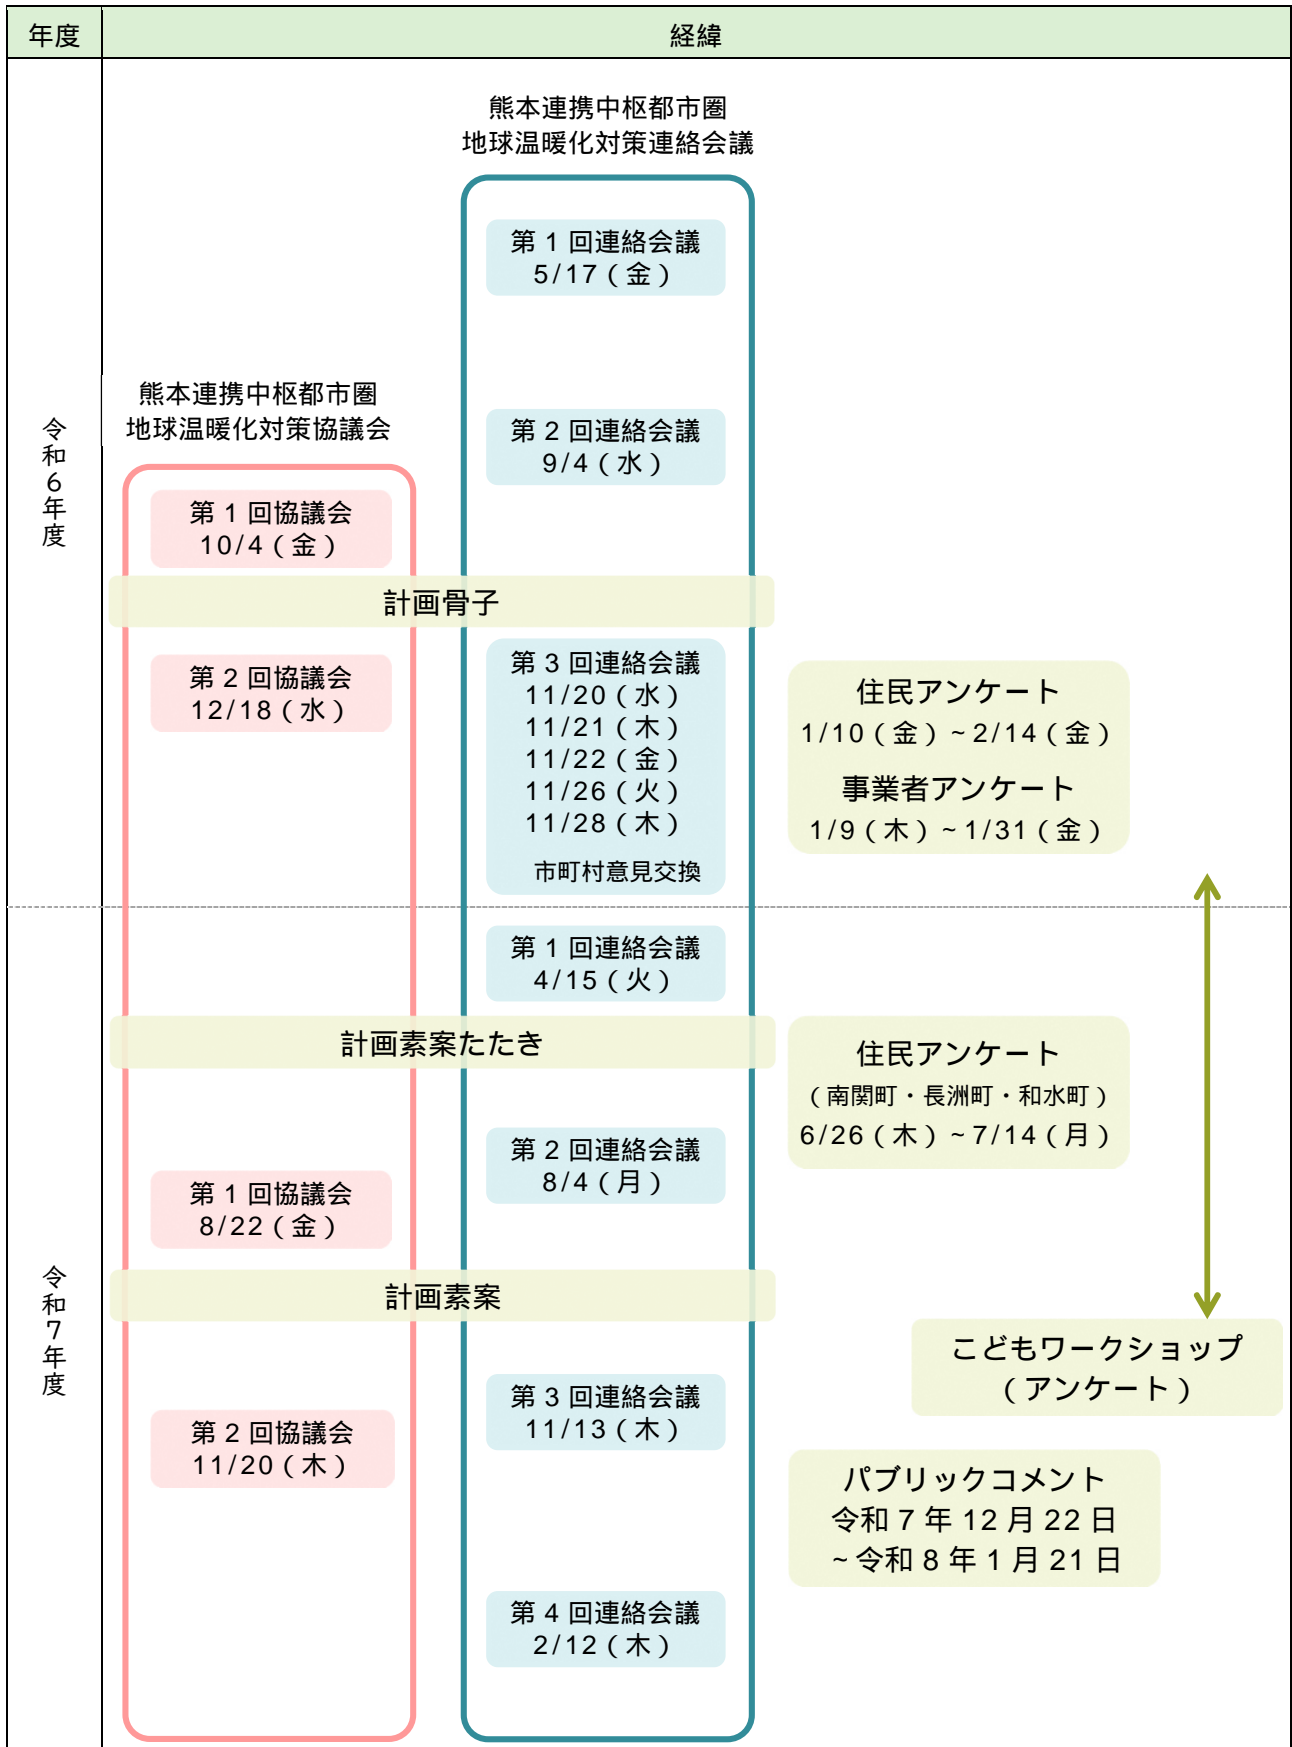 年度
経緯
令和6年度
熊本連携中枢都市圏
地球温暖化対策連絡会議
第1回連絡会議
5/17（金）
熊本連携中枢都市圏
地球温暖化対策協議会
第2回連絡会議
9/4（水）
第1回協議会
10/4（金）
計画骨子
第2回協議会
12/18（水）
第3回連絡会議
11/20（水）
11/21（木）
11/22（金）
11/26（火）
11/28（木）
市町村意見交換
住民アンケート
1/10（金）~2/14（金）
事業者アンケート
1/9（木）~1/31（金）
令和7年度
第1回連絡会議
4/15（火）
計画素案たたき
住民アンケート
（南関町・長洲町・和水町）
6/26（木）~7/14（月）
第2回連絡会議
8/4（月）
第1回協議会
8/22（金）
計画素案
こどもワークショップ
（アンケート）
第3回連絡会議
11/13（木）
第2回協議会
11/20（木）
パブリックコメント
令和7年12月22日
~令和8年1月21日
第4回連絡会議
2/12（木）